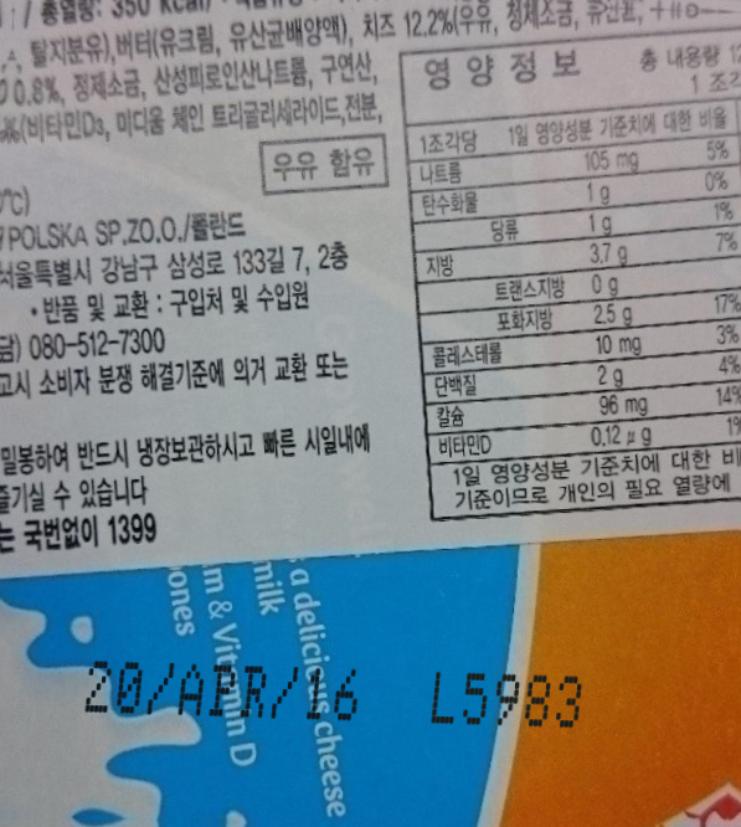 / 총열량: 350 kcal/
탈지분유),버터(유크림, 유산균배양액), 치즈 12.2%(우유, 정제소금,
0.8%, 정제소금, 산성피로인산나트륨, 구연산,
(비타민D₃, 미디움 체인 트리글리세라이드,전분,
우유 함유
℃)
POLSKA SP.ZO.O./폴란드
서울특별시 강남구 삼성로 133길 7, 2층
• 반품 및 교환 : 구입처 및 수입원
담) 080-512-7300
고시 소비자 분쟁 해결기준에 의거 교환 또는
밀봉하여 반드시 냉장보관하시고 빠른 시일내에
즐기실 수 있습니다
는 국번없이 1399
영양정보
총 내용량
1 조각
1조각당 1일 영양성분 기준치에 대한 비율
나트륨 105 mg 5%
탄수화물 1 g 0%
당류 1 g 1%
지방 3.7 g 7%
트랜스지방 0 g
포화지방 2.5 g 17%
콜레스테롤 10 mg 3%
단백질 2 g 4%
칼슘 96 mg 14%
비타민D 0.12 μg 1%
1일 영양성분 기준치에 대한 비
기준이므로 개인의 필요 열량에
a delicious cheese
milk
m & Vitamin D
ones
20/APR/16 L5983